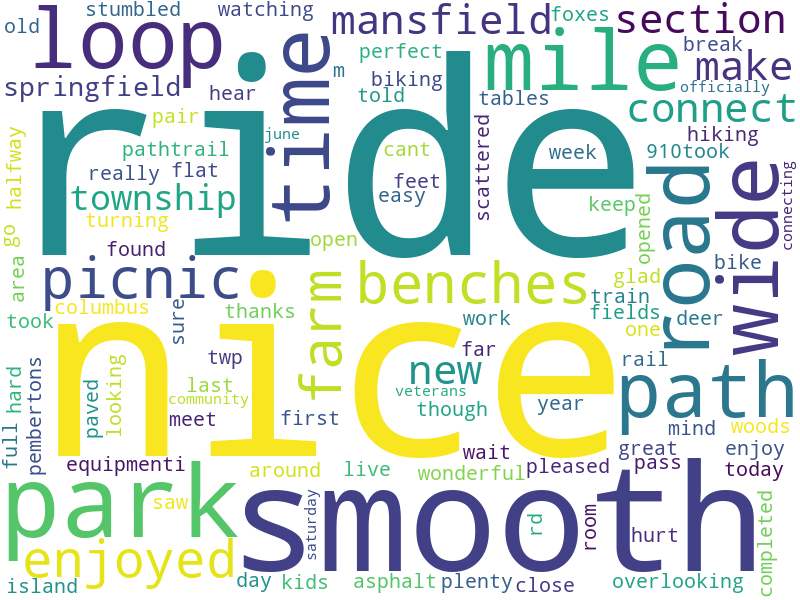 old stumbled watching mansfield foxes section
loop time perfect mile break make
springfield hear m biking told tables officially connect
ride
pair june cant scattered week hiking
pathtrail 910took
really flat feet easy road wide connecting
township keep
halfway turning open opened
go found bike
area picnic farm benches glad train
columbus sure thanks fields deer
took work one
nice
twp far rail
new path
full hard paved looking last community veterans though year
pembertons meet first mind woods
equipmenti around live wait wonderful pleased great pass enjoy today
park saw smooth
saturday rd room hurt completed
enjoyed
island day kids asphalt plenty close overlooking